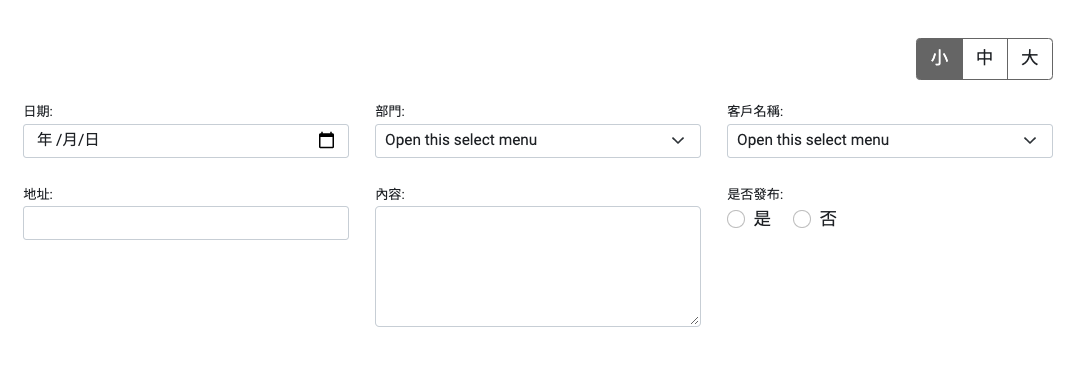 小 中 大
日期: 部門: 客戶名稱:
年 /月/日 Open this select menu Open this select menu
地址: 內容: 是否發布:
是 否